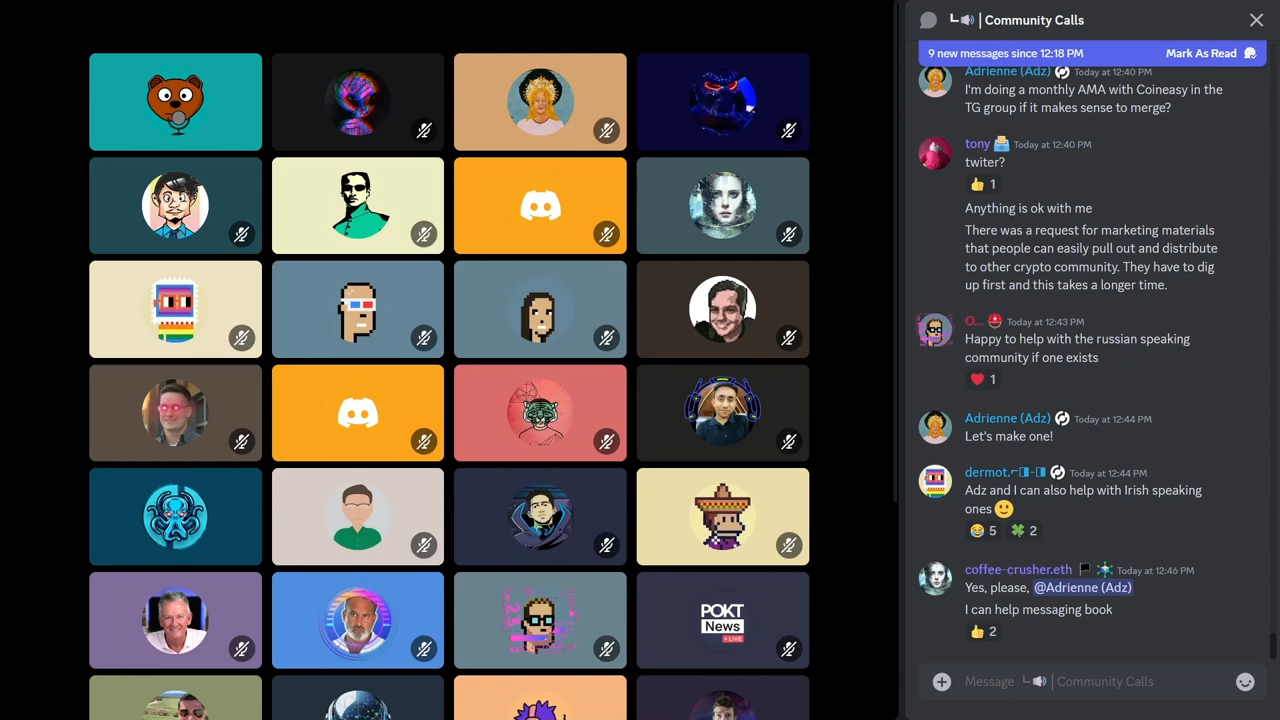 POKT
News
LIVE
┗🔊 | Community Calls
9 new messages since 12:18 PM
Mark As Read
Adrienne (Adz) Today at 12:40 PM
I'm doing a monthly AMA with Coineasy in the
TG group if it makes sense to merge?
tony Today at 12:40 PM
twiter?
👍 1
Anything is ok with me
There was a request for marketing materials
that people can easily pull out and distribute
to other crypto community. They have to dig
up first and this takes a longer time.
O... Today at 12:43 PM
Happy to help with the russian speaking
community if one exists
❤️ 1
Adrienne (Adz) Today at 12:44 PM
Let's make one!
dermot.⌐◨-◨ Today at 12:44 PM
Adz and I can also help with Irish speaking
ones 🙂
😂 5 🍀 2
coffee-crusher.eth Today at 12:46 PM
Yes, please, @Adrienne (Adz)
I can help messaging book
👍 2
Message ┗🔊 | Community Calls